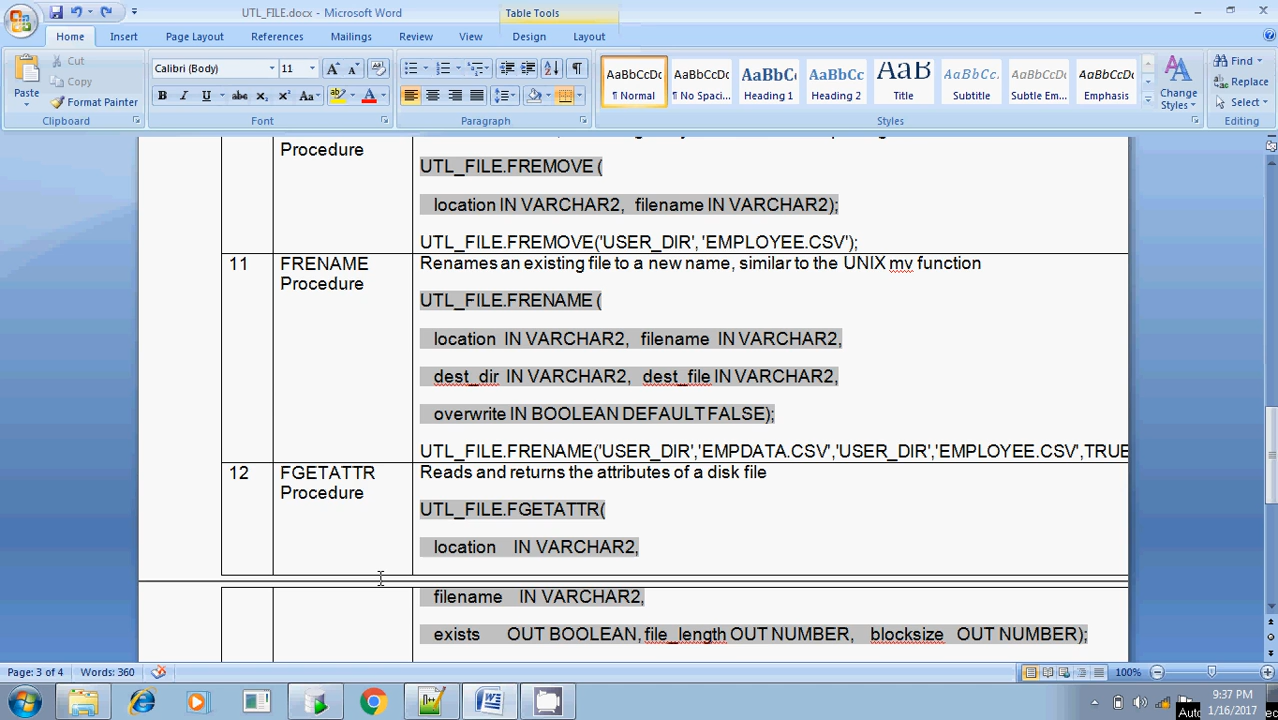 UTL_FILE.docx - Microsoft Word
Table Tools
Home Insert Page Layout References Mailings Review View Design Layout
Paste
Cut
Copy
Format Painter
Clipboard
Calibri (Body) 11
Font
Paragraph
AaBbCcDc AaBbCcDc AaBbC AaBbCc AaB AaBbCc. AaBbCcDc AaBbCcDc
¶ Normal ¶ No Spaci... Heading 1 Heading 2 Title Subtitle Subtle Em... Emphasis
Change Styles
Styles
Find
Replace
Select
Editing
Procedure
UTL_FILE.FREMOVE (
location IN VARCHAR2, filename IN VARCHAR2);
UTL_FILE.FREMOVE('USER_DIR', 'EMPLOYEE.CSV');
11 FRENAME Procedure
Renames an existing file to a new name, similar to the UNIX mv function
UTL_FILE.FRENAME (
location IN VARCHAR2, filename IN VARCHAR2,
dest_dir IN VARCHAR2, dest_file IN VARCHAR2,
overwrite IN BOOLEAN DEFAULT FALSE);
UTL_FILE.FRENAME('USER_DIR','EMPDATA.CSV','USER_DIR','EMPLOYEE.CSV',TRUE
12 FGETATTR Procedure
Reads and returns the attributes of a disk file
UTL_FILE.FGETATTR(
location IN VARCHAR2,
filename IN VARCHAR2,
exists OUT BOOLEAN, file_length OUT NUMBER, blocksize OUT NUMBER);
Page: 3 of 4 Words: 360
100%
9:37 PM
1/16/2017